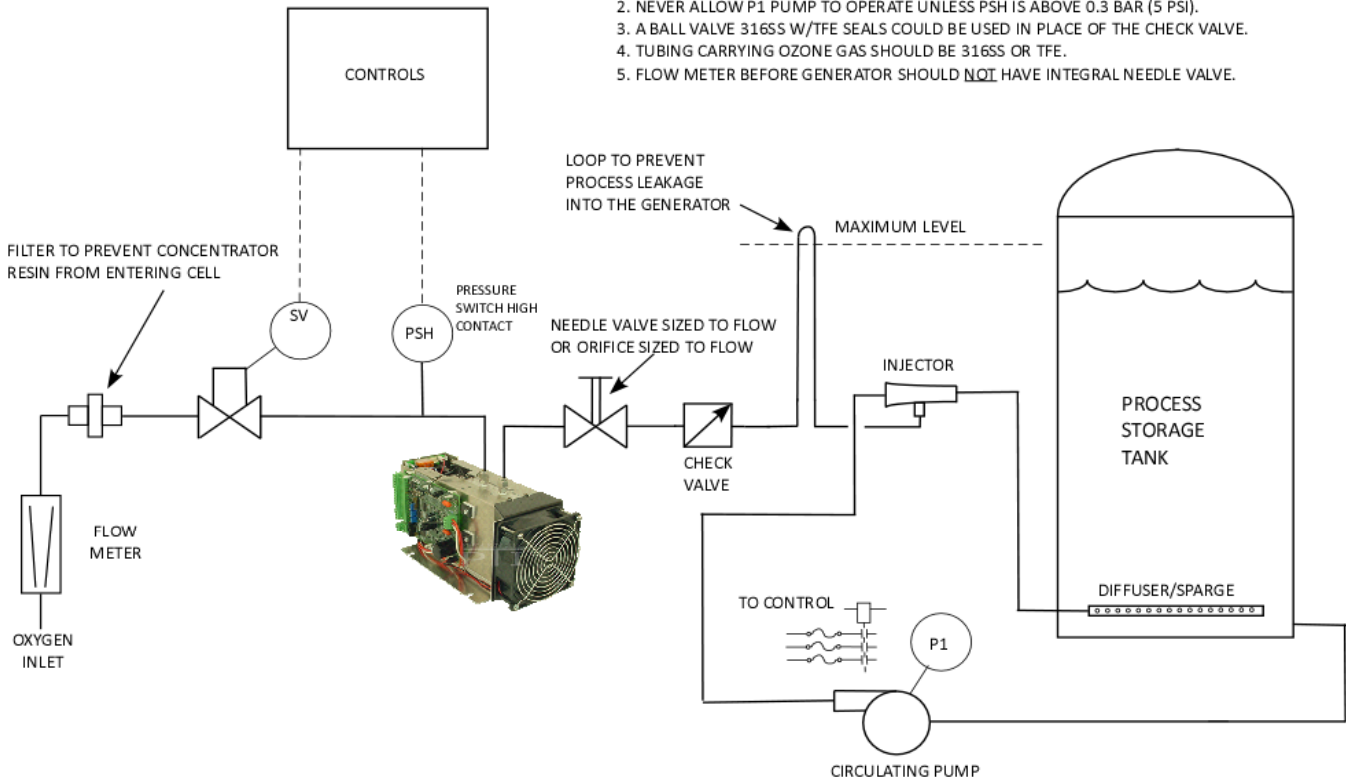 2. NEVER ALLOW P1 PUMP TO OPERATE UNLESS PSH IS ABOVE 0.3 BAR (5 PSI).
3. A BALL VALVE 316SS W/TFE SEALS COULD BE USED IN PLACE OF THE CHECK VALVE.
4. TUBING CARRYING OZONE GAS SHOULD BE 316SS OR TFE.
5. FLOW METER BEFORE GENERATOR SHOULD NOT HAVE INTEGRAL NEEDLE VALVE.
CONTROLS
LOOP TO PREVENT
PROCESS LEAKAGE
INTO THE GENERATOR
MAXIMUM LEVEL
FILTER TO PREVENT CONCENTRATOR
RESIN FROM ENTERING CELL
SV
PSH
PRESSURE
SWITCH HIGH
CONTACT
NEEDLE VALVE SIZED TO FLOW
OR ORIFICE SIZED TO FLOW
INJECTOR
PROCESS
STORAGE
TANK
CHECK
VALVE
FLOW
METER
OXYGEN
INLET
TO CONTROL
DIFFUSER/SPARGE
P1
CIRCULATING PUMP